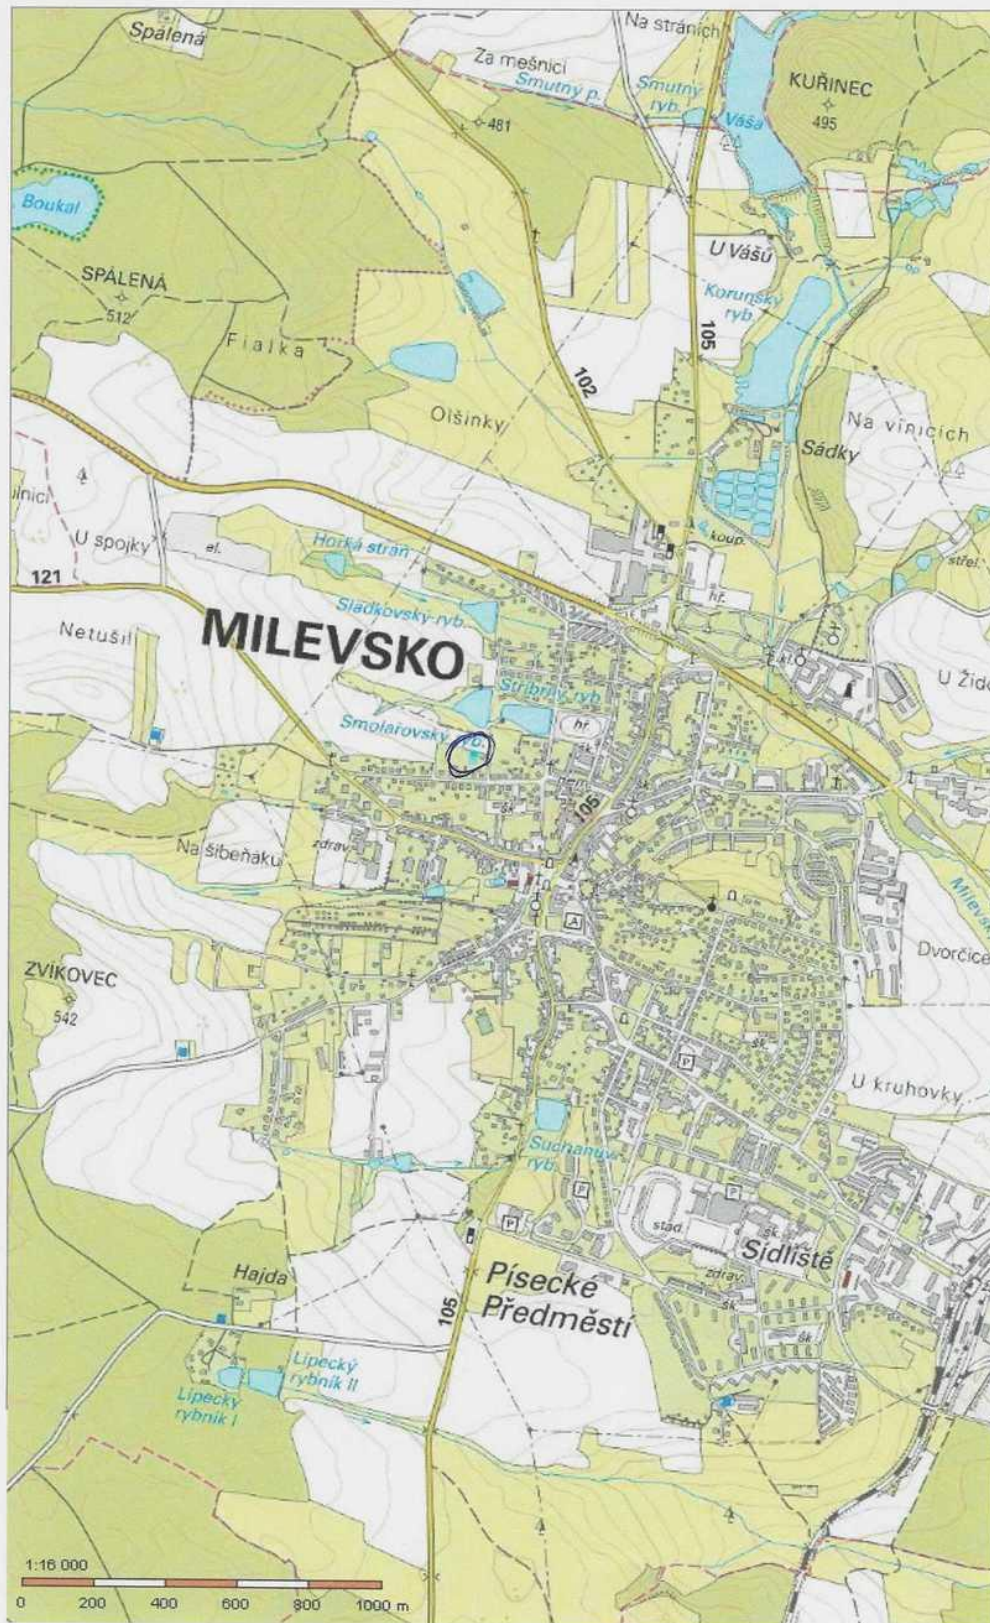 Spálená
Na stráních
Za mešnicí
Smutný p.
Smutný
ryb.
Váša
KUŘINEC
495
481
Boukal
SPÁLENÁ
512
Fialka
U Vášů
Korunský
ryb.
105
102
Olšinky
Na vinicích
Sádky
U spojky
el.
Horká stráň
koup.
střel.
121
hř.
Sladkovský ryb.
Netušil
MILEVSKO
kl.
Stříbrný ryb.
Smolařovský ryb.
hř.
šk.
šk.
šk.
105
Na šibeňáku
zdrav.
A
Dvorčice
ZVÍKOVEC
542
šk.
P
U kruhovky
Suchanův
ryb.
P
P
P
stad.
šk.
Sídliště
zdrav.
šk.
šk.
Hajda
105
Písecké
Předměstí
Lipecký
rybník II
Lipecký
rybník I
1:16 000
0 200 400 600 800 1000 m